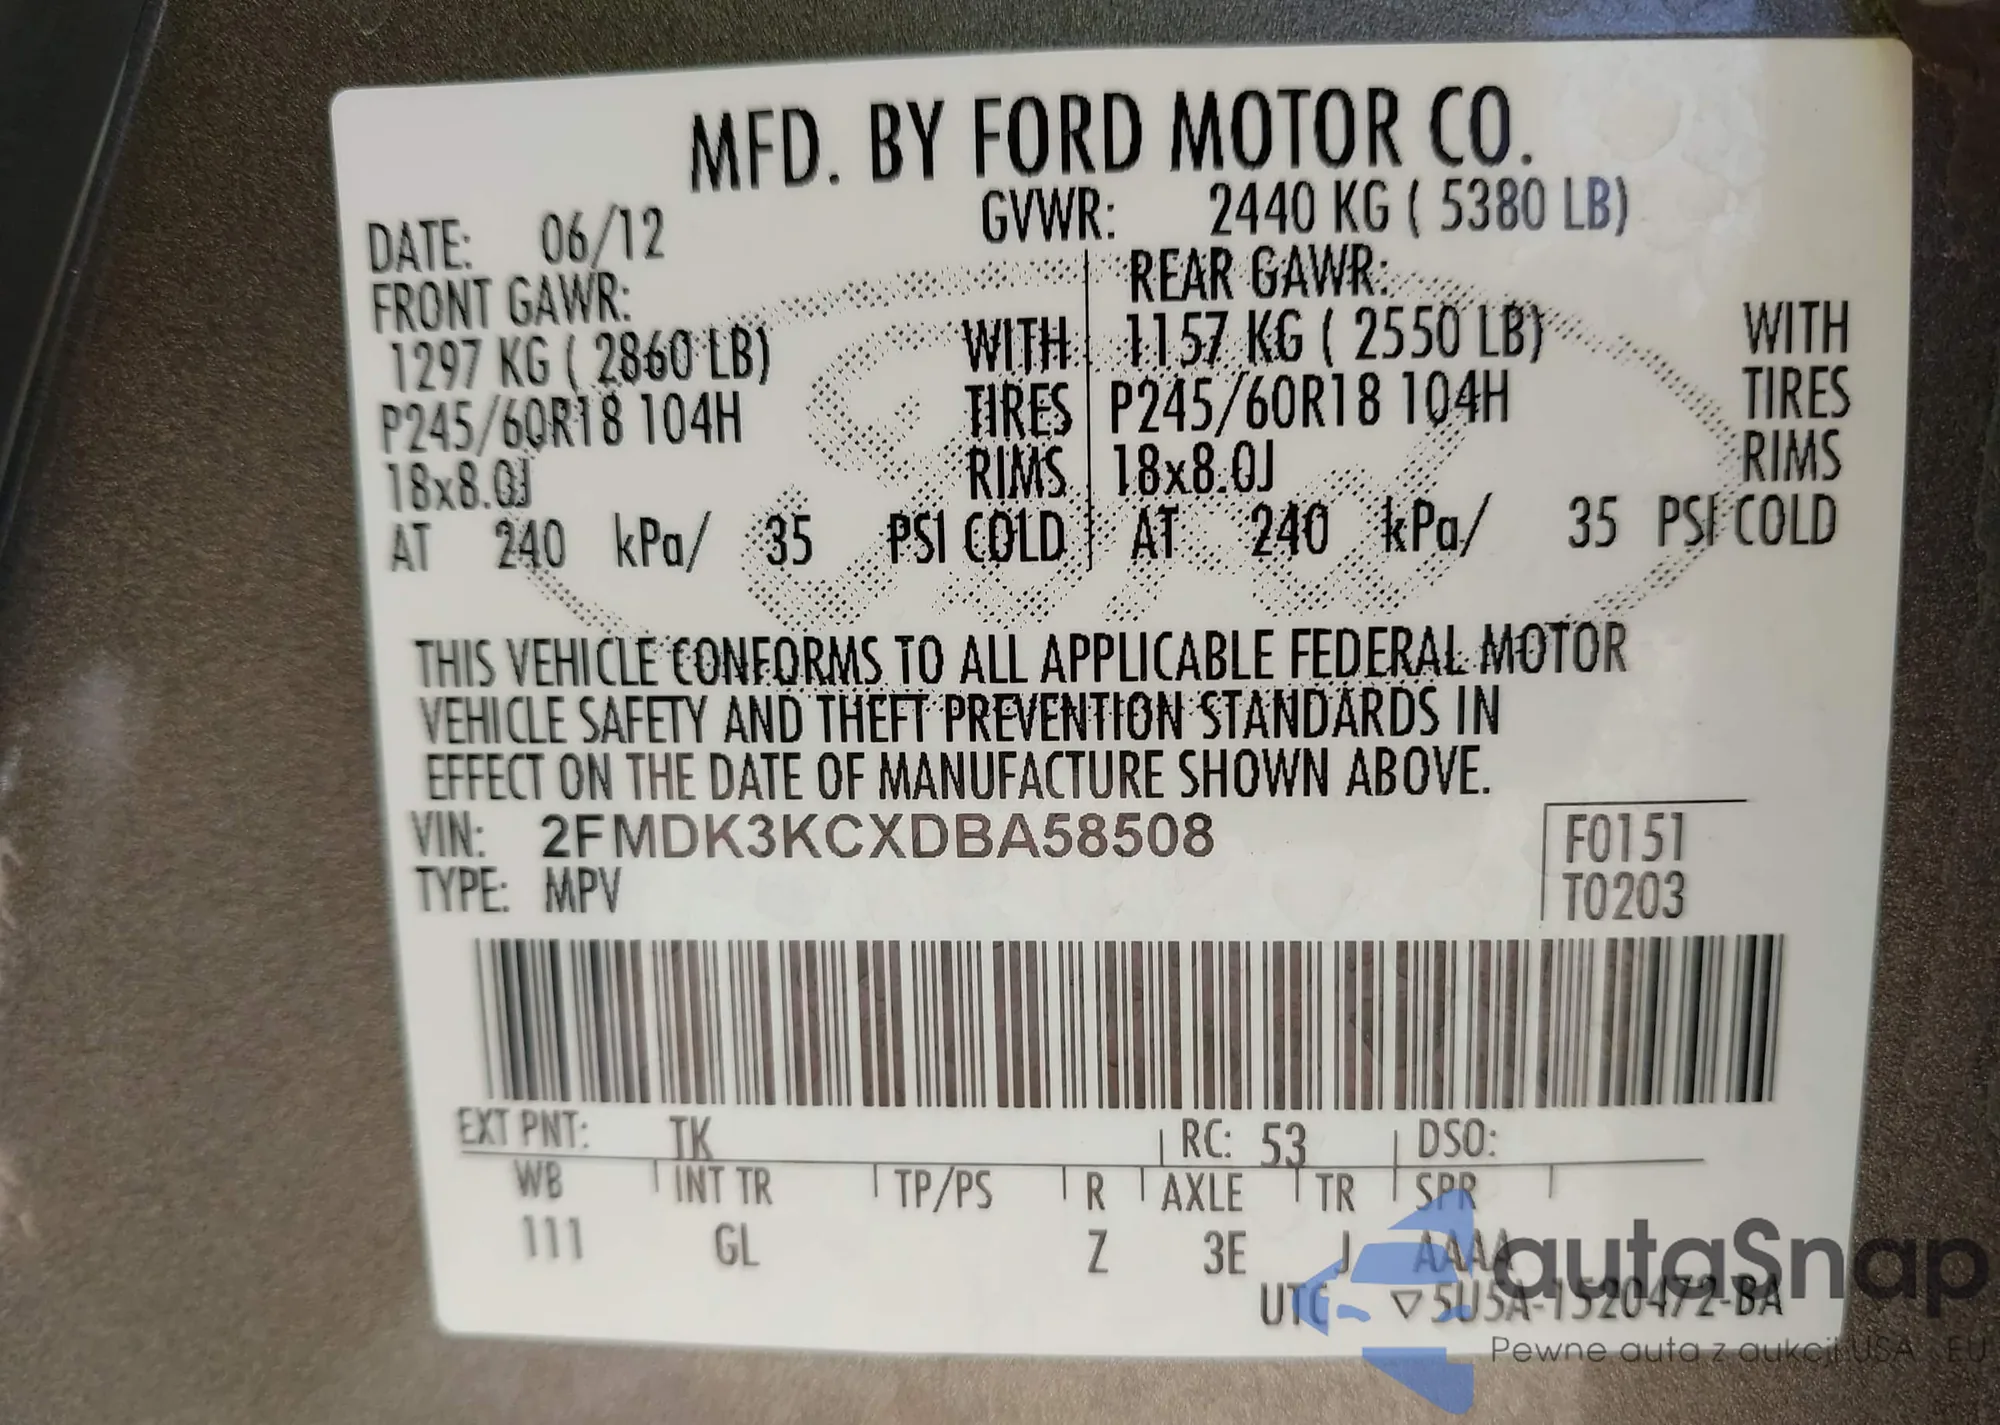 MFD. BY FORD MOTOR CO.
DATE: 06/12 GVWR: 2440 KG ( 5380 LB)
FRONT GAWR: REAR GAWR:
1297 KG ( 2860 LB) WITH 1157 KG ( 2550 LB) WITH
P245/60R18 104H TIRES P245/60R18 104H TIRES
18x8.0J RIMS 18x8.0J RIMS
AT 240 kPa/ 35 PSI COLD AT 240 kPa/ 35 PSI COLD
THIS VEHICLE CONFORMS TO ALL APPLICABLE FEDERAL MOTOR
VEHICLE SAFETY AND THEFT PREVENTION STANDARDS IN
EFFECT ON THE DATE OF MANUFACTURE SHOWN ABOVE.
VIN: 2FMDK3KCXDBA58508 F0151
TYPE: MPV T0203
EXT PNT: TK RC: 53 DSO:
WB INT TR TP/PS R AXLE TR SPR
111 GL Z 3E J AAAA
UTC ▽5U5A-1520472-BA
autaSnap
Pewne auta z aukcji USA EU